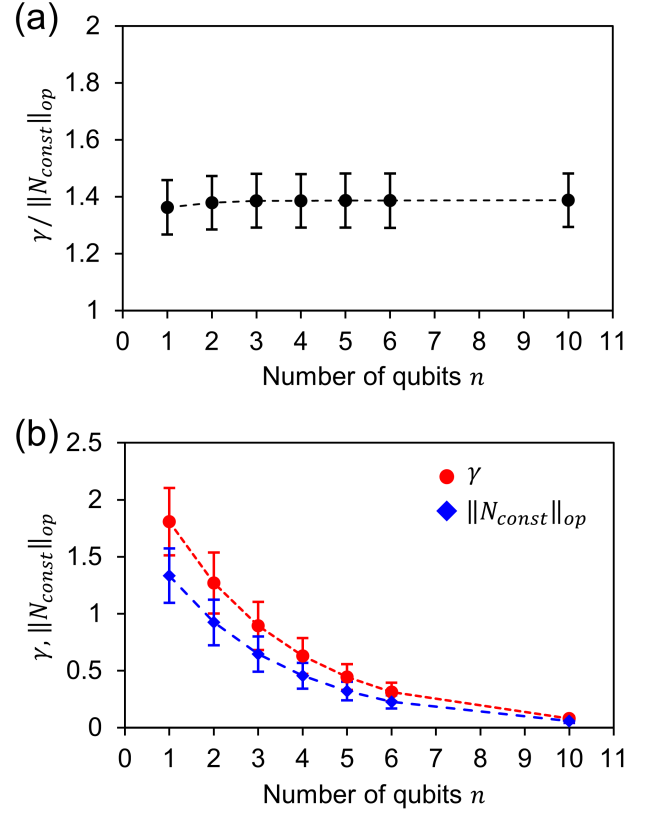 (a)
γ / ‖N_const‖_op
2
1.8
1.6
1.4
1.2
1
0 1 2 3 4 5 6 7 8 9 10 11
Number of qubits n
(b)
γ, ‖N_const‖_op
2.5
2
1.5
1
0.5
0
γ
‖N_const‖_op
0 1 2 3 4 5 6 7 8 9 10 11
Number of qubits n